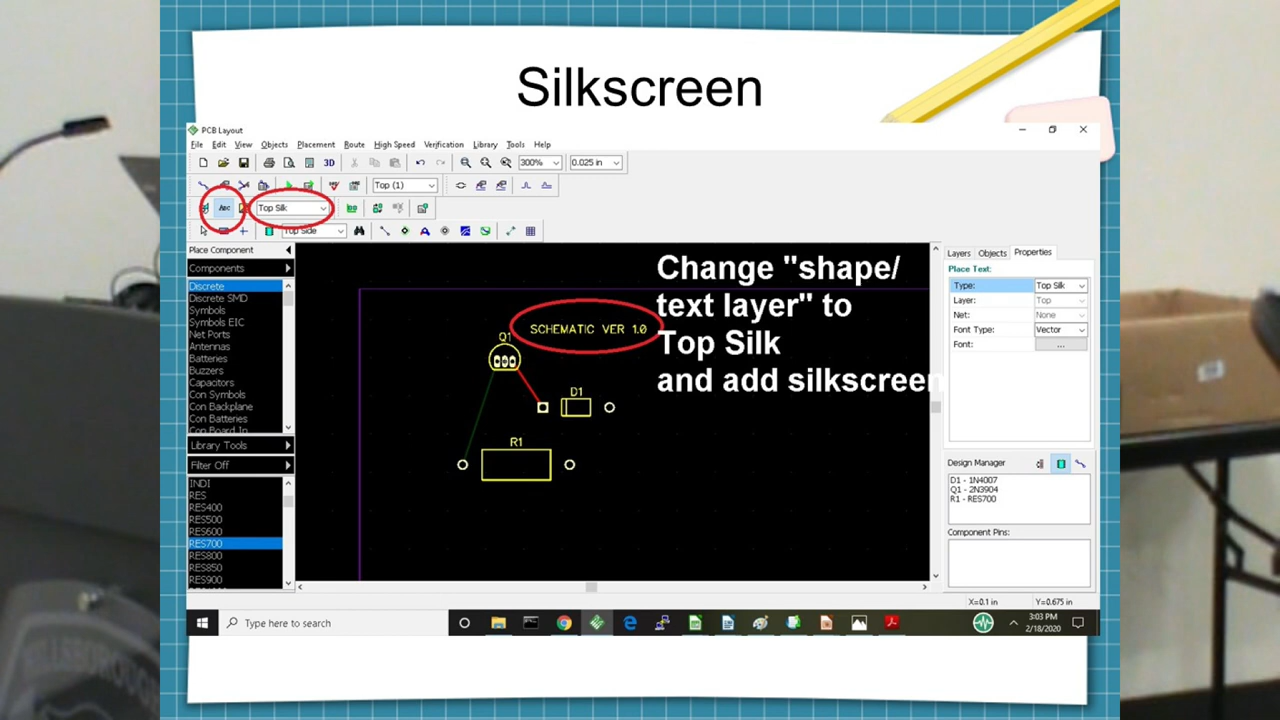 Silkscreen
PCB Layout
File Edit View Objects Placement Route High Speed Verification Library Tools Help
3D 300% 0.025 in
Top (1)
Abc Top Silk
Top Side
Place Component
Components
Discrete
Discrete SMD
Symbols
Symbols EIC
Net Ports
Antennas
Batteries
Buzzers
Capacitors
Con Symbols
Con Backplane
Con Batteries
Con Board In
Library Tools
Filter Off
INDI
RES
RES400
RES500
RES600
RES700
RES800
RES850
RES900
SCHEMATIC VER 1.0
Q1
D1
R1
Change "shape/
text layer" to
Top Silk
and add silkscreen
Layers Objects Properties
Place Text:
Type: Top Silk
Layer: Top
Net: None
Font Type: Vector
Font: ...
Design Manager
D1 - 1N4007
Q1 - 2N3904
R1 - RES700
Component Pins:
X=0.1 in Y=0.675 in
Type here to search
3:03 PM
2/18/2020